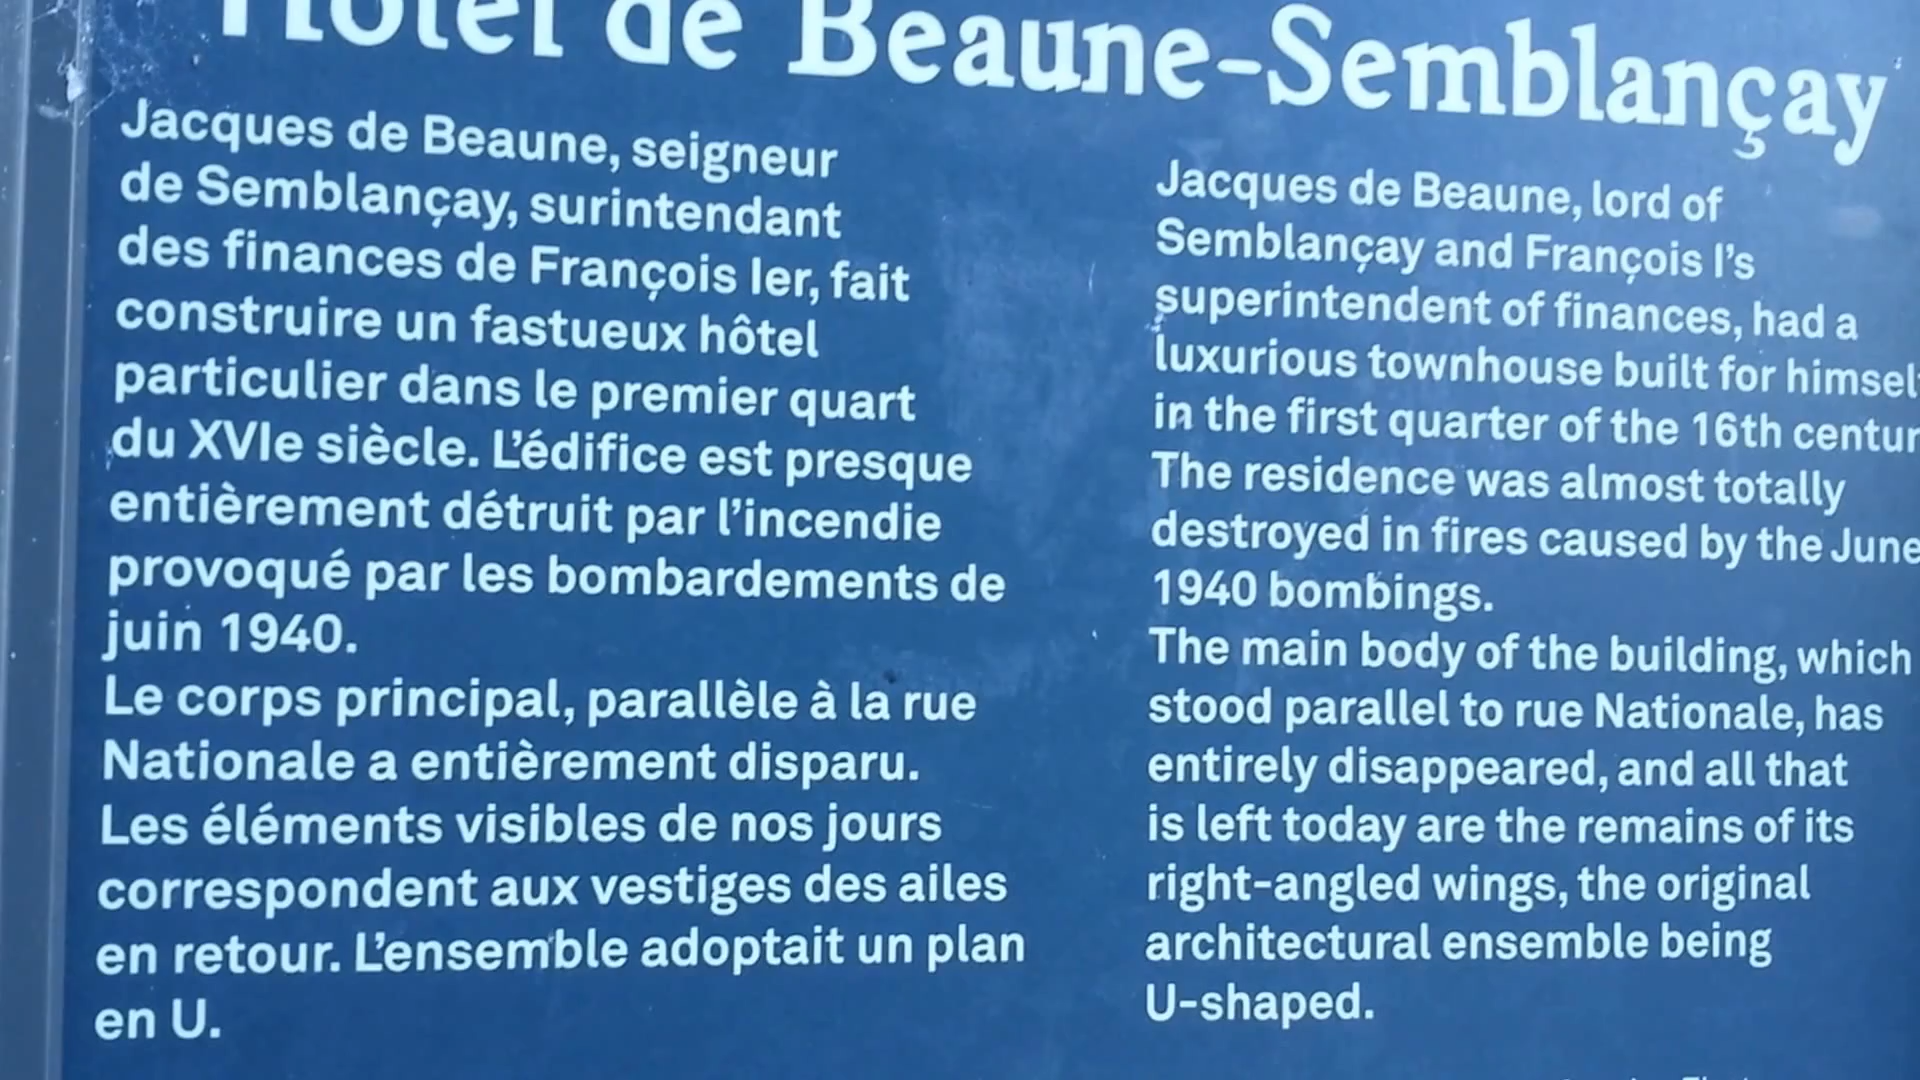 Hôtel de Beaune-Semblançay
Jacques de Beaune, seigneur
de Semblançay, surintendant
des finances de François Ier, fait
construire un fastueux hôtel
particulier dans le premier quart
du XVIe siècle. L'édifice est presque
entièrement détruit par l'incendie
provoqué par les bombardements de
juin 1940.
Le corps principal, parallèle à la rue
Nationale a entièrement disparu.
Les éléments visibles de nos jours
correspondent aux vestiges des ailes
en retour. L'ensemble adoptait un plan
en U.
Jacques de Beaune, lord of
Semblançay and François I's
superintendent of finances, had a
luxurious townhouse built for himsel
in the first quarter of the 16th centur
The residence was almost totally
destroyed in fires caused by the June
1940 bombings.
The main body of the building, which
stood parallel to rue Nationale, has
entirely disappeared, and all that
is left today are the remains of its
right-angled wings, the original
architectural ensemble being
U-shaped.